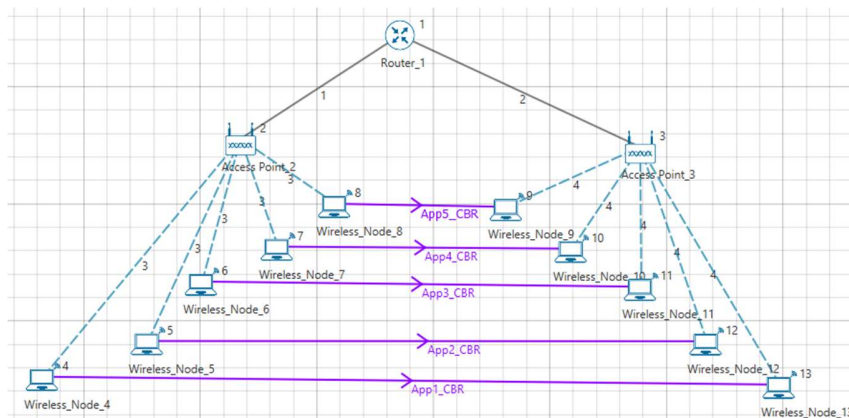 1
Router_1
1
2
2
3
Access Point_2
Access Point_3
3
4
8
9
App5_CBR
Wireless_Node_8
Wireless_Node_9
3
4
7
10
App4_CBR
Wireless_Node_7
Wireless_Node_10
3
4
6
11
App3_CBR
Wireless_Node_6
Wireless_Node_11
3
4
5
12
App2_CBR
Wireless_Node_5
Wireless_Node_12
3
4
4
13
App1_CBR
Wireless_Node_4